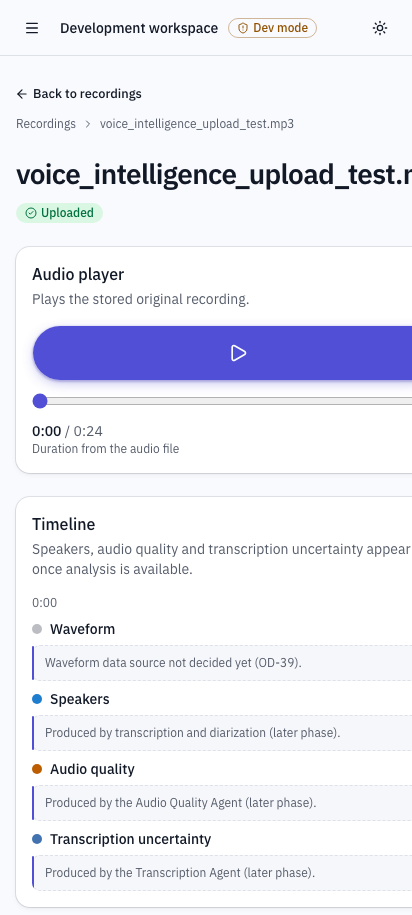 Development workspace Dev mode
Back to recordings
Recordings > voice_intelligence_upload_test.mp3
voice_intelligence_upload_test.
Uploaded
Audio player
Plays the stored original recording.
0:00 / 0:24
Duration from the audio file
Timeline
Speakers, audio quality and transcription uncertainty appear
once analysis is available.
0:00
Waveform
Waveform data source not decided yet (OD-39).
Speakers
Produced by transcription and diarization (later phase).
Audio quality
Produced by the Audio Quality Agent (later phase).
Transcription uncertainty
Produced by the Transcription Agent (later phase).